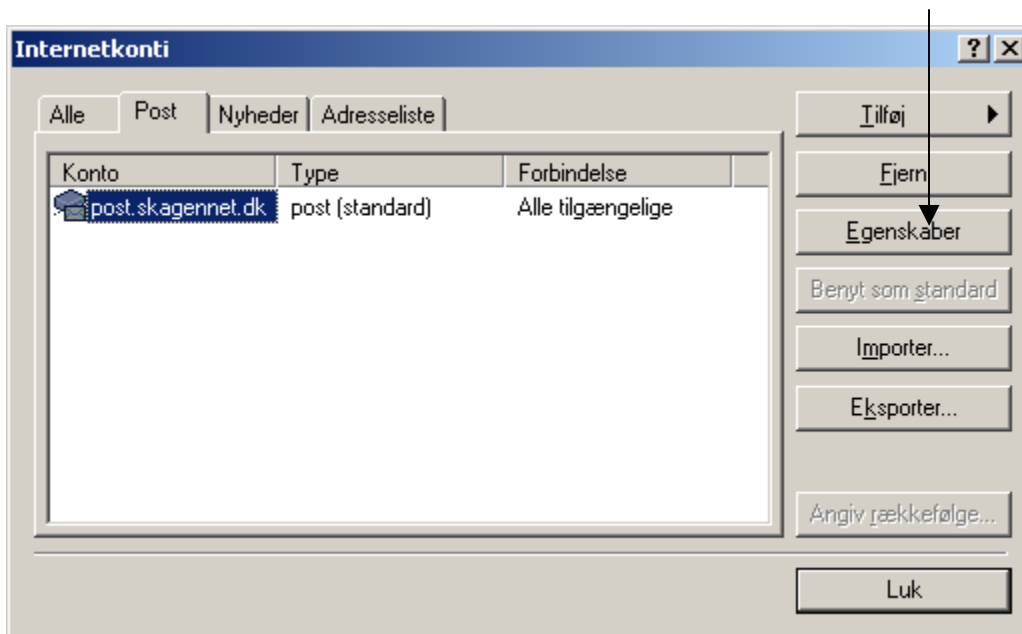 Internetkonti
Alle Post Nyheder Adresseliste
Konto Type Forbindelse
post.skagennet.dk post (standard) Alle tilgængelige
Tilføj
Fjern
Egenskaber
Benyt som standard
Importer...
Eksporter...
Angiv rækkefølge...
Luk